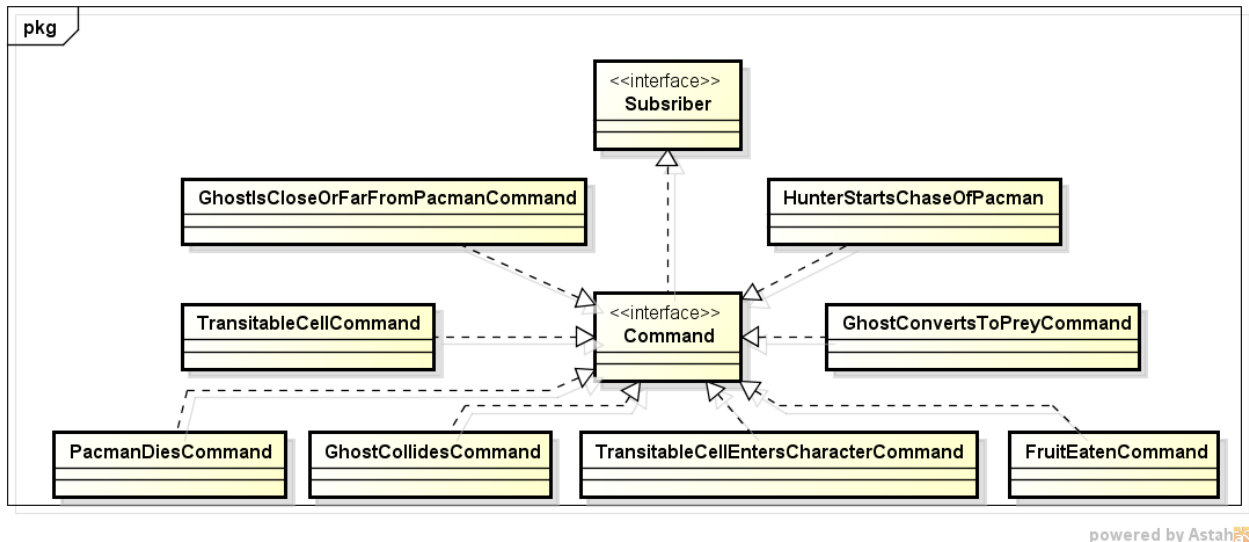 pkg
<<interface>>
Subsriber
GhostIsCloseOrFarFromPacmanCommand
HunterStartsChaseOfPacman
<<interface>>
Command
TransitableCellCommand
GhostConvertsToPreyCommand
PacmanDiesCommand
GhostCollidesCommand
TransitableCellEntersCharacterCommand
FruitEatenCommand
powered by Astah